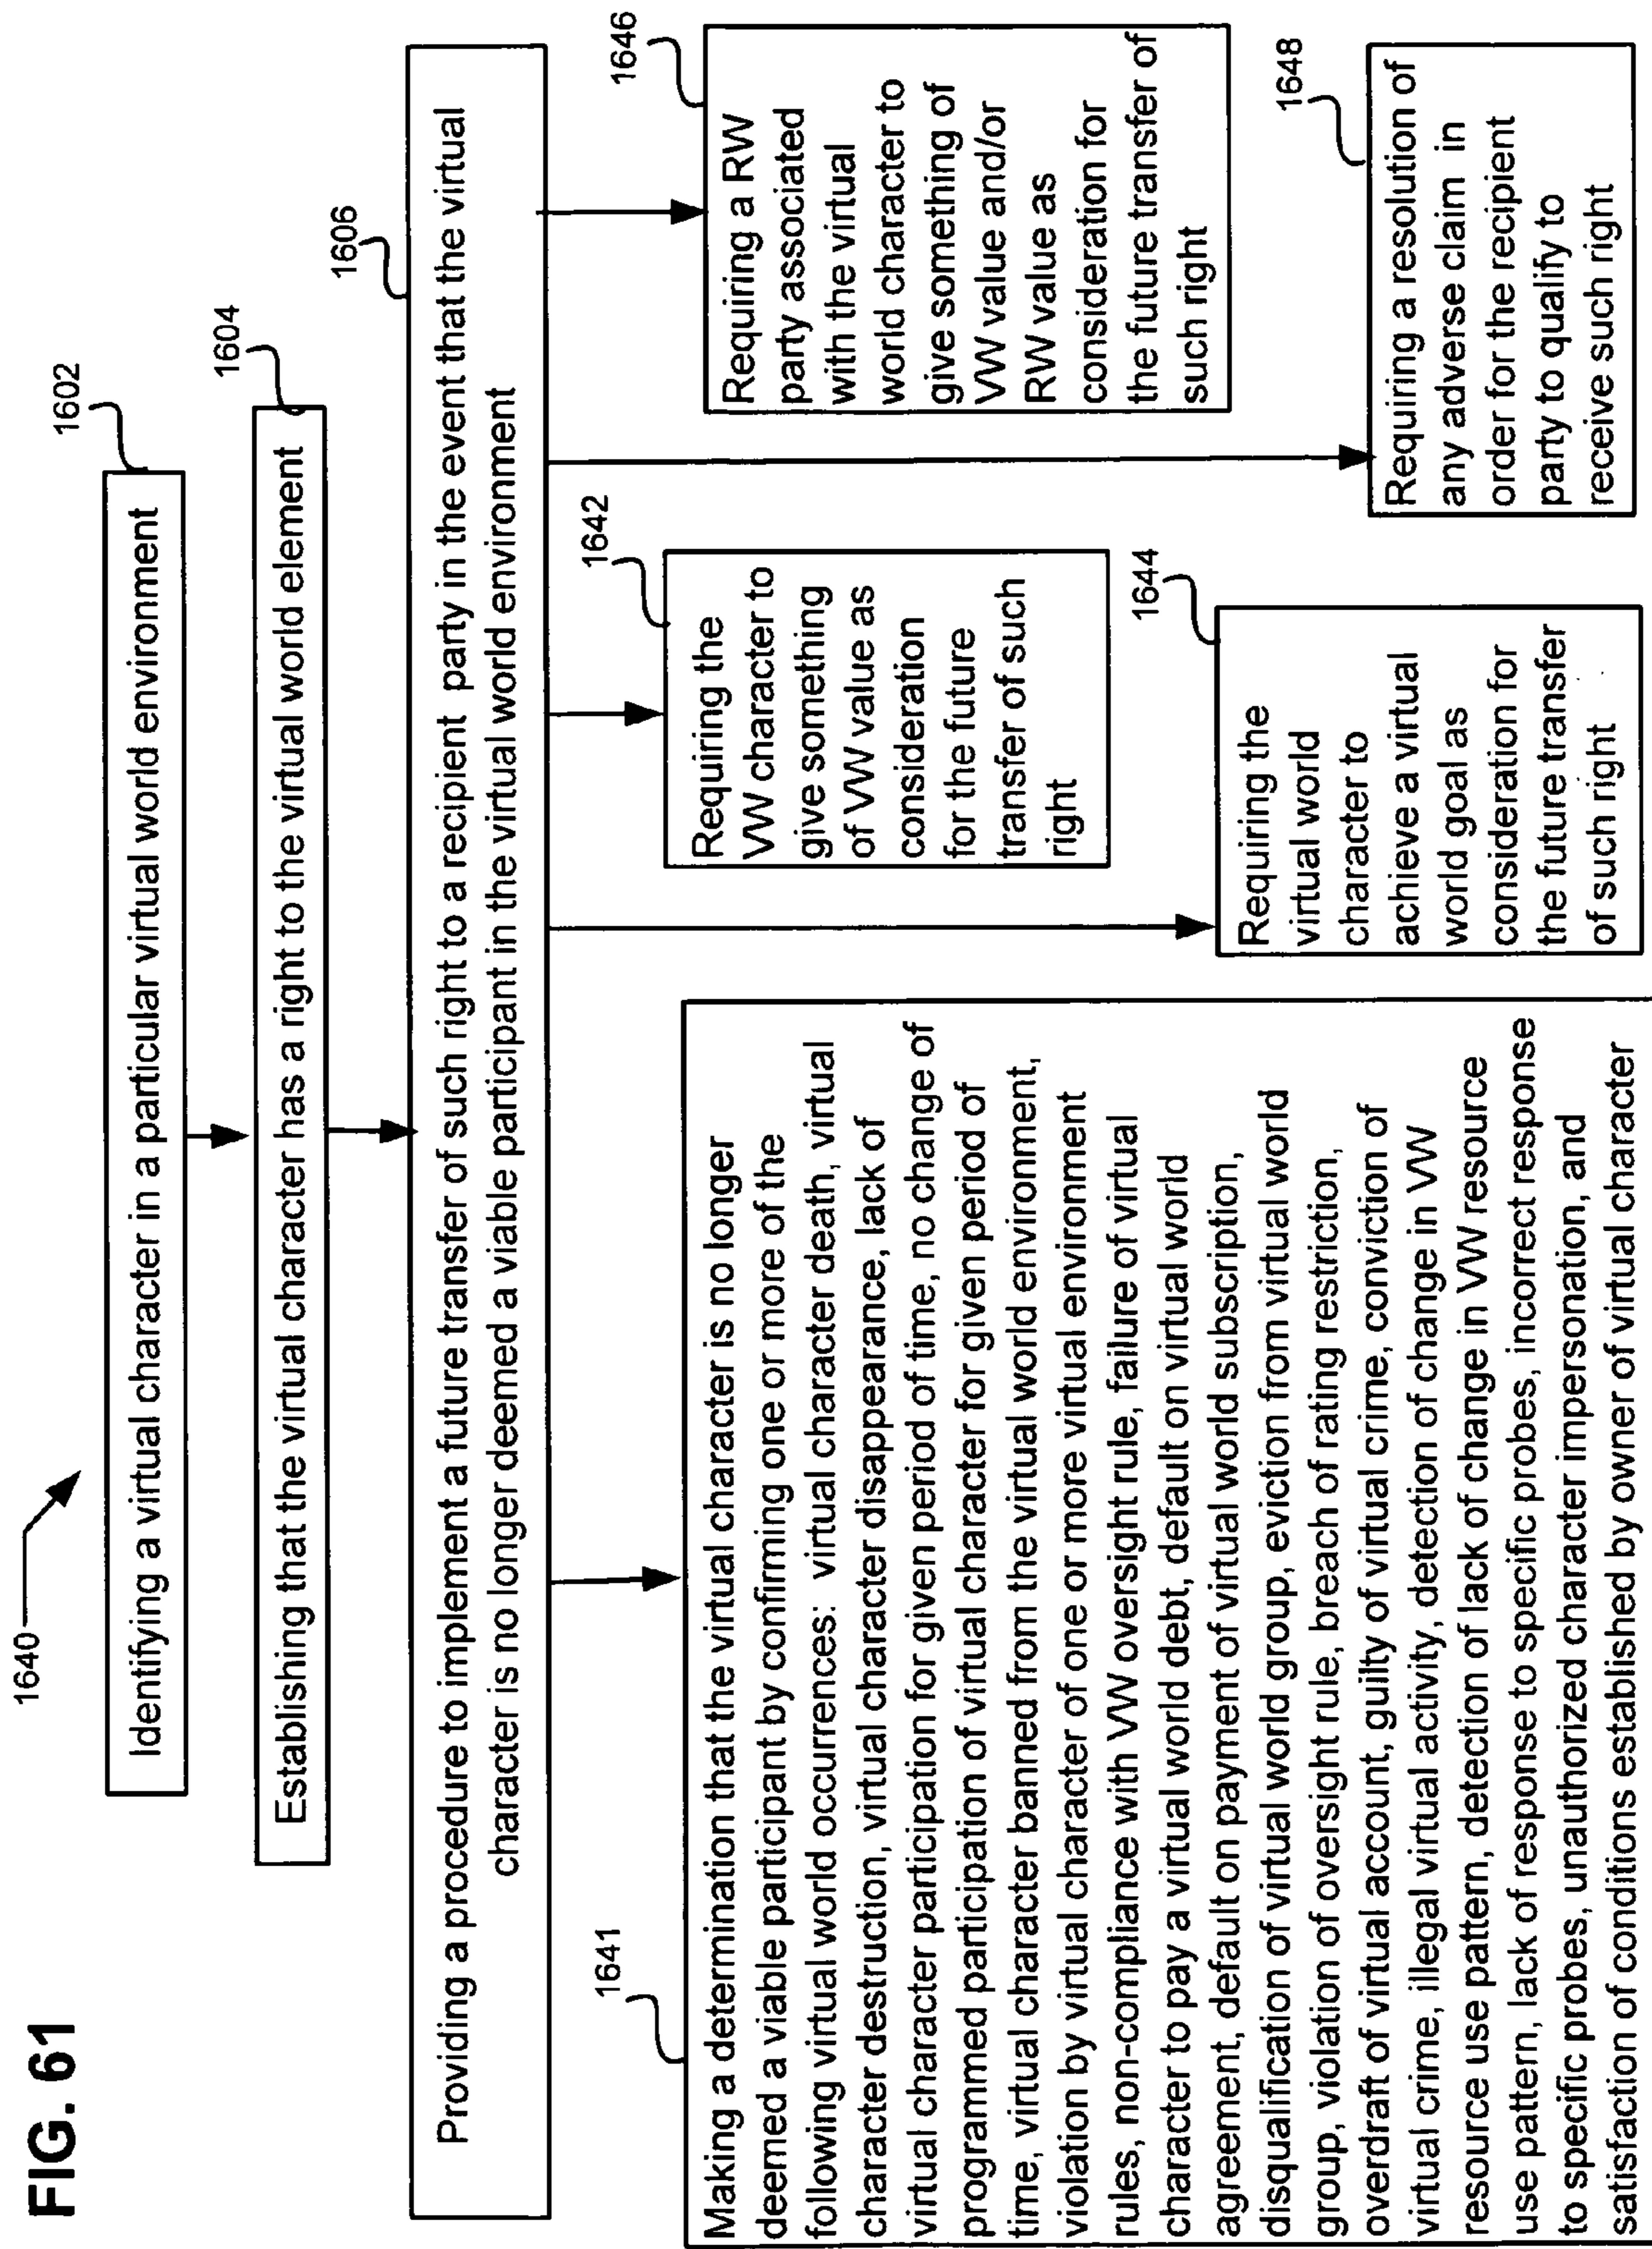 FIG. 61
1640
1602
Identifying a virtual character in a particular virtual world environment
1604
Establishing that the virtual character has a right to the virtual world element
1606
Providing a procedure to implement a future transfer of such right to a recipient party in the event that the virtual
character is no longer deemed a viable participant in the virtual world environment
1641
Making a determination that the virtual character is no longer
deemed a viable participant by confirming one or more of the
following virtual world occurrences: virtual character death, virtual
character destruction, virtual character disappearance, lack of
virtual character participation for given period of time, no change of
programmed participation of virtual character for given period of
time, virtual character banned from the virtual world environment,
violation by virtual character of one or more virtual environment
rules, non-compliance with VW oversight rule, failure of virtual
character to pay a virtual world debt, default on virtual world
agreement, default on payment of virtual world subscription,
disqualification of virtual world group, eviction from virtual world
group, violation of oversight rule, breach of rating restriction,
overdraft of virtual account, guilty of virtual crime, conviction of
virtual crime, illegal virtual activity, detection of change in VW
resource use pattern, detection of lack of change in VW resource
use pattern, lack of response to specific probes, incorrect response
to specific probes, unauthorized character impersonation, and
satisfaction of conditions established by owner of virtual character
1642
Requiring the
VW character to
give something
of VW value as
consideration
for the future
transfer of such
right
1644
Requiring the
virtual world
character to
achieve a virtual
world goal as
consideration for
the future transfer
of such right
1646
Requiring a RW
party associated
with the virtual
world character to
give something of
VW value and/or
RW value as
consideration for
the future transfer of
such right
1648
Requiring a resolution of
any adverse claim in
order for the recipient
party to qualify to
receive such right